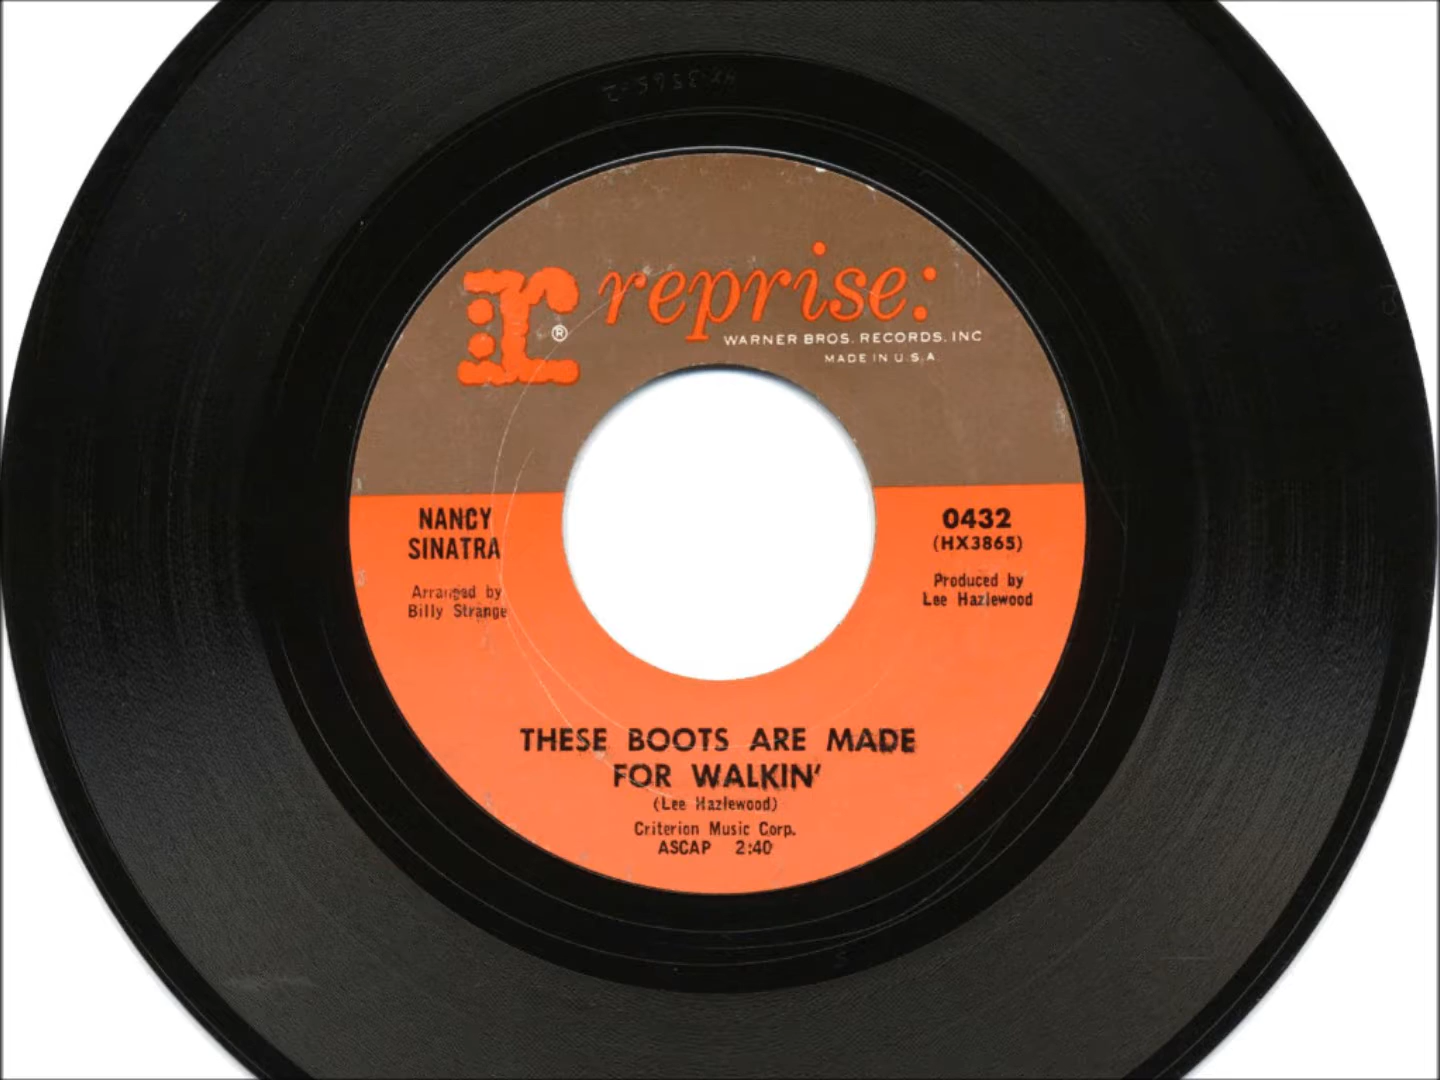 r® reprise:
WARNER BROS. RECORDS, INC
MADE IN U.S.A.
NANCY
SINATRA
Arranged by
Billy Strange
0432
(HX3865)
Produced by
Lee Hazlewood
THESE BOOTS ARE MADE
FOR WALKIN'
(Lee Hazlewood)
Criterion Music Corp.
ASCAP 2:40